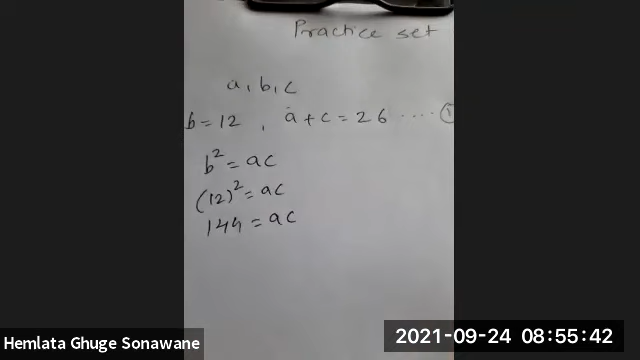 Practice set
a, b, c
b = 12 , a + c = 26 .... ①
b² = ac
(12)² = ac
144 = ac
Hemlata Ghuge Sonawane
2021-09-24 08:55:42